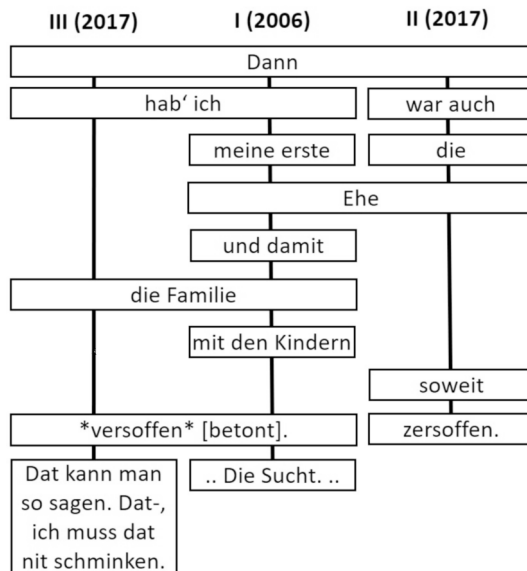 III (2017) I (2006) II (2017)
Dann
hab‘ ich war auch
meine erste die
Ehe
und damit
die Familie
mit den Kindern
soweit
*versoffen* [betont]. zersoffen.
Dat kann man
so sagen. Dat-,
ich muss dat
nit schminken.
.. Die Sucht. ..